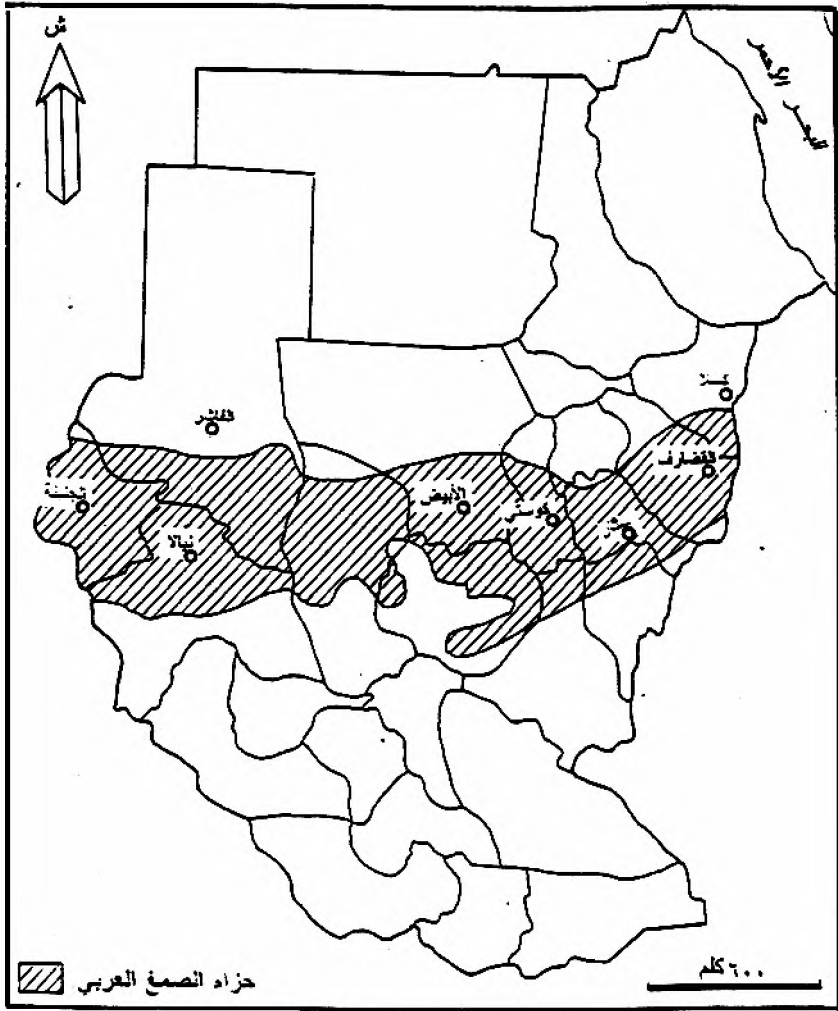 ش
البحر الأحمر
كسلا
الفاشر
القضارف
الجنينة
الأبيض
كوستي
سنار
نيالا
حزام الصمغ العربي
٦٠٠ كلم